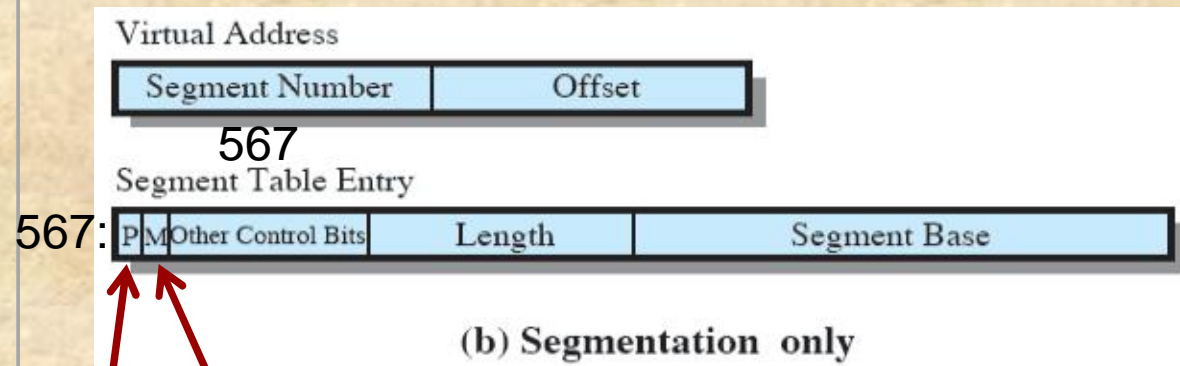 Virtual Address
Segment Number Offset
567
Segment Table Entry
567: P M Other Control Bits Length Segment Base
(b) Segmentation only